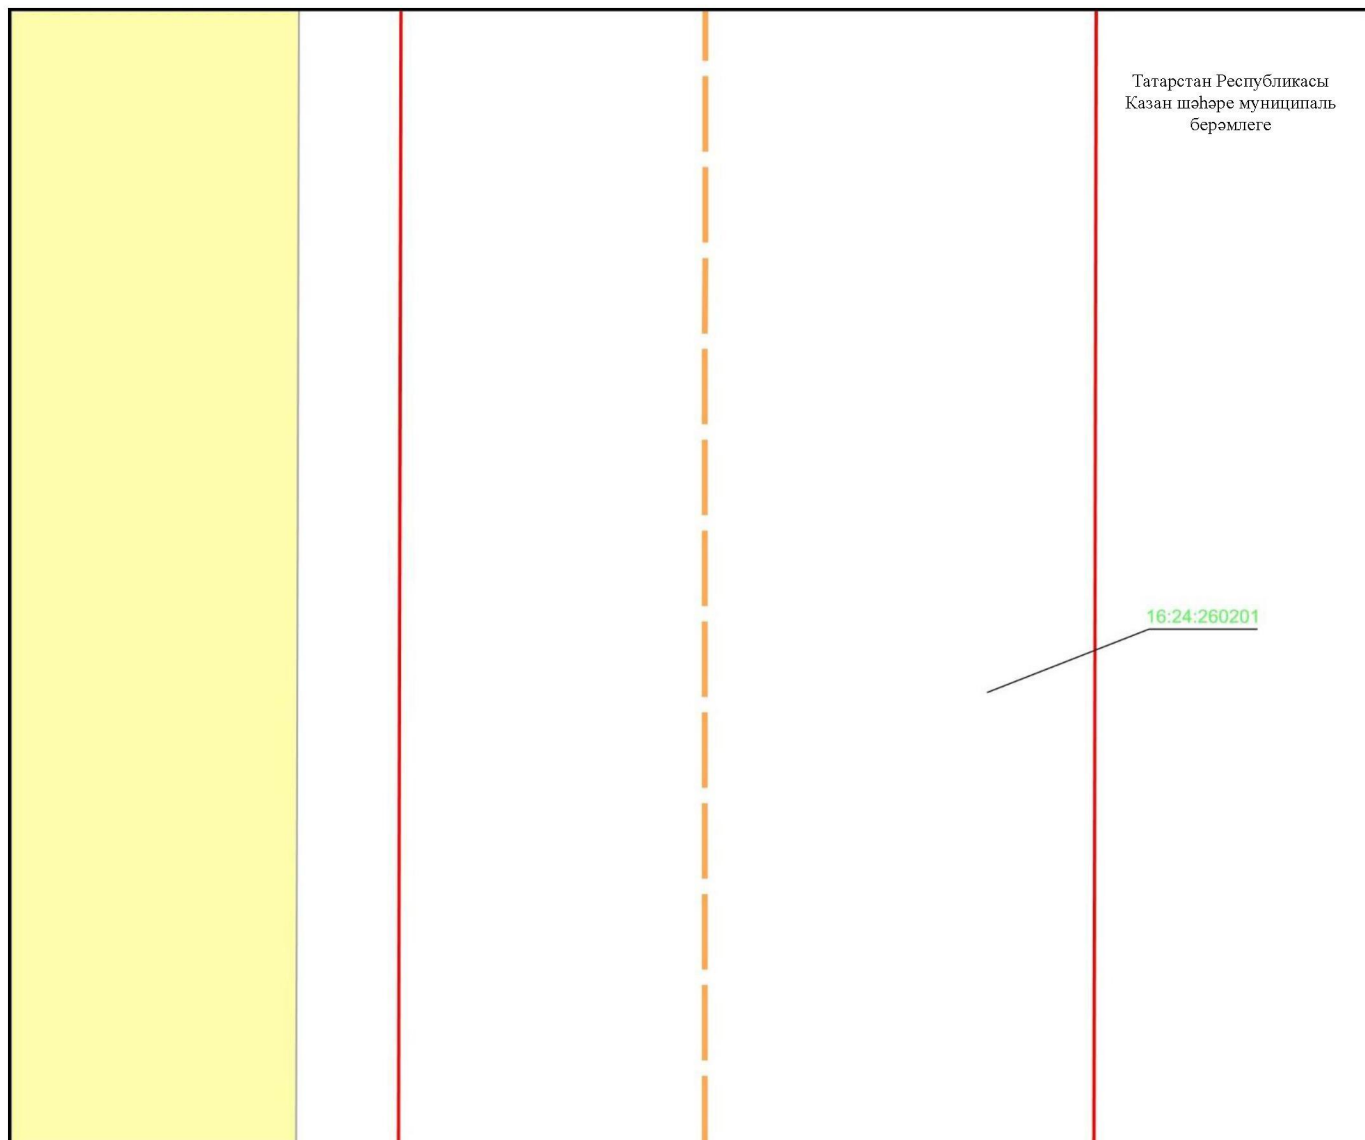 Татарстан Республикасы
Казан шәһәре муниципаль
берәмлеге
16:24:260201